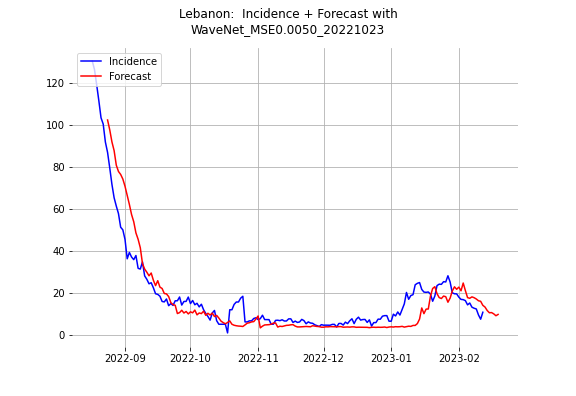 Lebanon:  Incidence + Forecast with
WaveNet_MSE0.0050_20221023
Incidence
Forecast
120
100
80
60
40
20
0
2022-09 2022-10 2022-11 2022-12 2023-01 2023-02